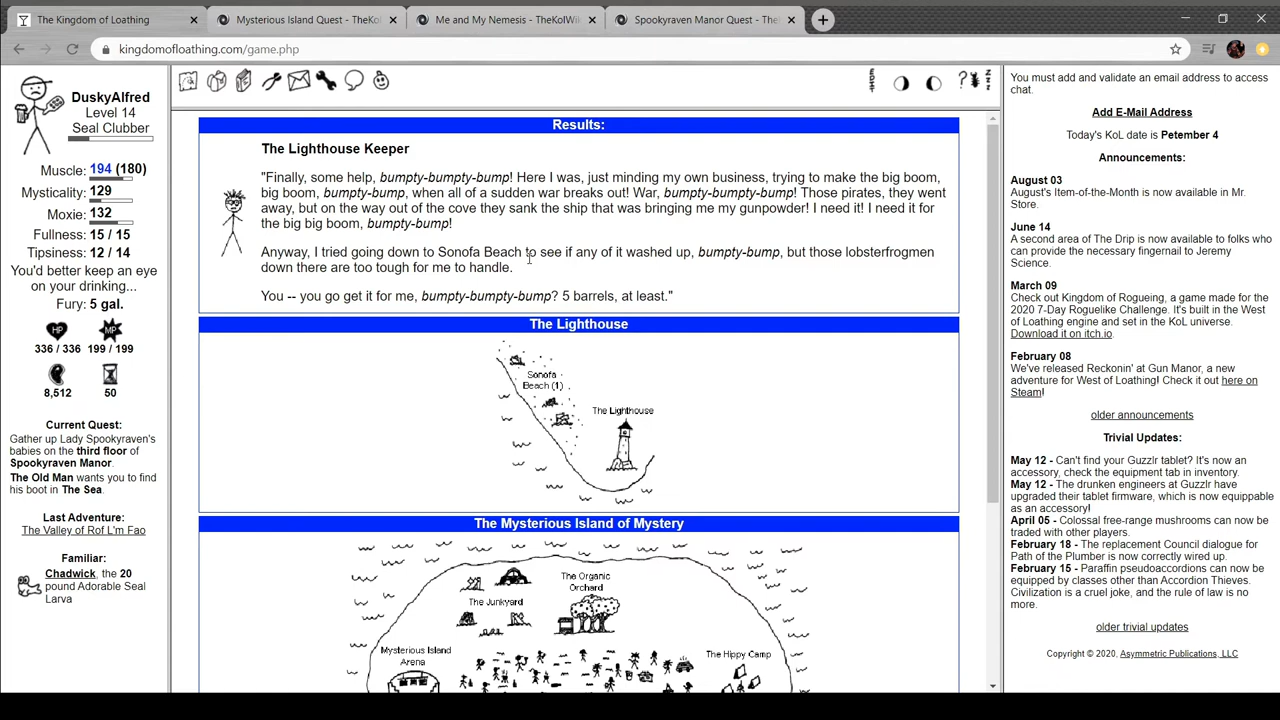 The Kingdom of Loathing
Mysterious Island Quest - TheKol
Me and My Nemesis - TheKolWik
Spookyraven Manor Quest - The
kingdomofloathing.com/game.php
DuskyAlfred
Level 14
Seal Clubber
Muscle: 194 (180)
Mysticality: 129
Moxie: 132
Fullness: 15 / 15
Tipsiness: 12 / 14
You'd better keep an eye
on your drinking...
Fury: 5 gal.
HP
MP
336 / 336 199 / 199
8,512 50
Current Quest:
Gather up Lady Spookyraven's
babies on the third floor of
Spookyraven Manor.
The Old Man wants you to find
his boot in The Sea.
Last Adventure:
The Valley of Rof L'm Fao
Familiar:
Chadwick, the 20
pound Adorable Seal
Larva
Results:
The Lighthouse Keeper
"Finally, some help, bumpty-bumpty-bump! Here I was, just minding my own business, trying to make the big boom,
big boom, bumpty-bump, when all of a sudden war breaks out! War, bumpty-bumpty-bump! Those pirates, they went
away, but on the way out of the cove they sank the ship that was bringing me my gunpowder! I need it! I need it for
the big big boom, bumpty-bump!
Anyway, I tried going down to Sonofa Beach to see if any of it washed up, bumpty-bump, but those lobsterfrogmen
down there are too tough for me to handle.
You -- you go get it for me, bumpty-bumpty-bump? 5 barrels, at least."
The Lighthouse
Sonofa
Beach (1)
The Lighthouse
The Mysterious Island of Mystery
The Organic
Orchard
The Junkyard
Mysterious Island
Arena
The Hippy Camp
You must add and validate an email address to access
chat.
Add E-Mail Address
Today's KoL date is Petember 4
Announcements:
August 03
August's Item-of-the-Month is now available in Mr.
Store.
June 14
A second area of The Drip is now available to folks who
can provide the necessary fingernail to Jeremy
Science.
March 09
Check out Kingdom of Rogueing, a game made for the
2020 7-Day Roguelike Challenge. It's built in the West
of Loathing engine and set in the KoL universe.
Download it on itch.io.
February 08
We've released Reckonin' at Gun Manor, a new
adventure for West of Loathing! Check it out here on
Steam!
older announcements
Trivial Updates:
May 12 - Can't find your Guzzlr tablet? It's now an
accessory, check the equipment tab in inventory.
May 12 - The drunken engineers at Guzzlr have
upgraded their tablet firmware, which is now equippable
as an accessory!
April 05 - Colossal free-range mushrooms can now be
traded with other players.
February 18 - The replacement Council dialogue for
Path of the Plumber is now correctly wired up.
February 15 - Paraffin pseudoaccordions can now be
equipped by classes other than Accordion Thieves.
Civilization is a cruel joke, and the rule of law is no
more.
older trivial updates
Copyright © 2020, Asymmetric Publications, LLC